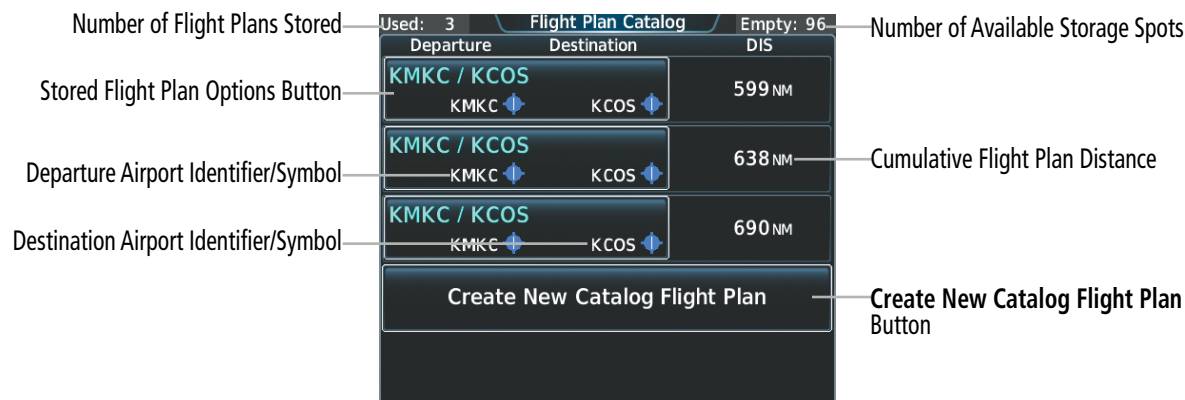 Number of Flight Plans Stored
Used: 3
Flight Plan Catalog
Empty: 96
Number of Available Storage Spots
Departure
Destination
DIS
KMKC / KCOS
Stored Flight Plan Options Button
KMKC
KCOS
599 NM
KMKC / KCOS
Departure Airport Identifier/Symbol
KMKC
KCOS
638 NM
Cumulative Flight Plan Distance
KMKC / KCOS
Destination Airport Identifier/Symbol
KMKC
KCOS
690 NM
Create New Catalog Flight Plan
Create New Catalog Flight Plan
Button